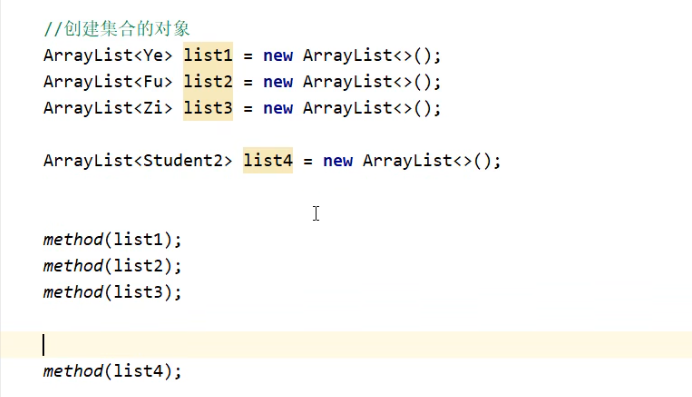 //创建集合的对象
ArrayList<Ye> list1 = new ArrayList<>();
ArrayList<Fu> list2 = new ArrayList<>();
ArrayList<Zi> list3 = new ArrayList<>();
ArrayList<Student2> list4 = new ArrayList<>();
method(list1);
method(list2);
method(list3);
method(list4);